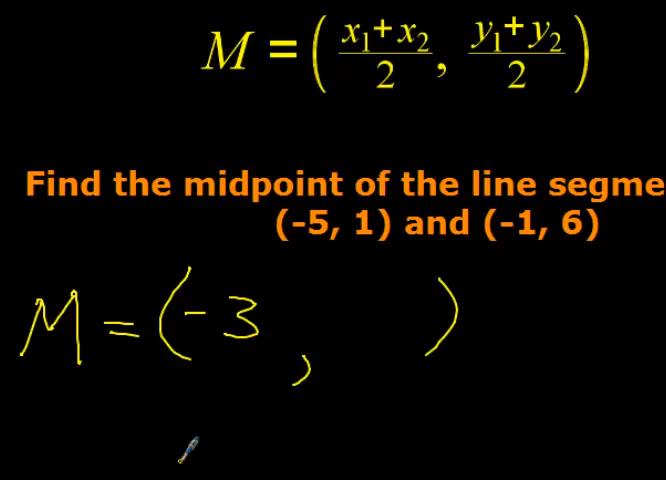 M = ( x₁ + x₂ / 2 , y₁ + y₂ / 2 )
Find the midpoint of the line segme
(-5, 1) and (-1, 6)
M = ( -3 , )